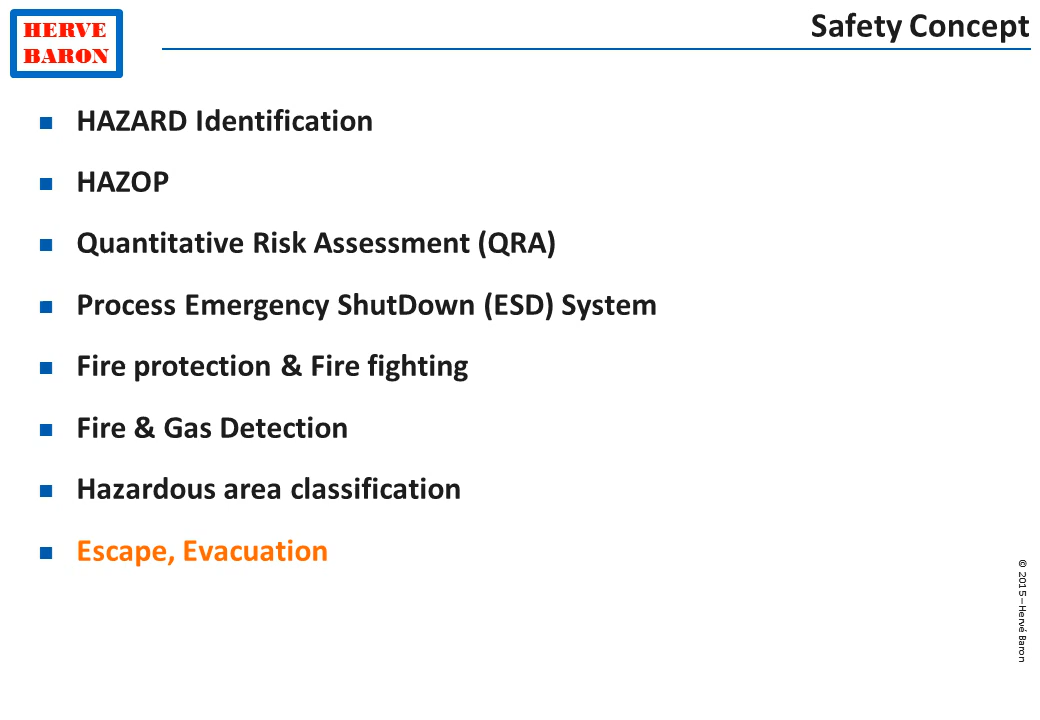 HERVE
BARON
Safety Concept
HAZARD Identification
HAZOP
Quantitative Risk Assessment (QRA)
Process Emergency ShutDown (ESD) System
Fire protection & Fire fighting
Fire & Gas Detection
Hazardous area classification
Escape, Evacuation
© 2015 – Hervé Baron